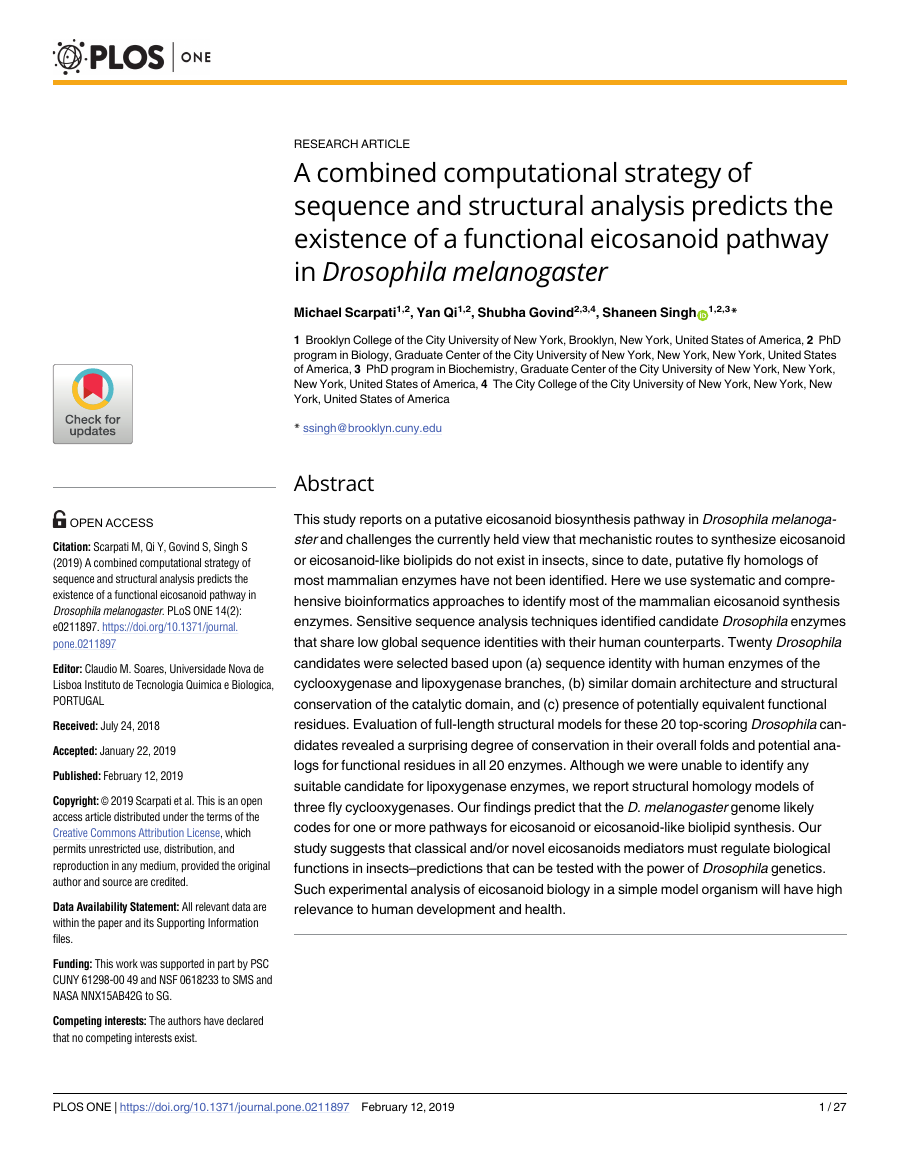 PLOS ONE
RESEARCH ARTICLE
A combined computational strategy of
sequence and structural analysis predicts the
existence of a functional eicosanoid pathway
in Drosophila melanogaster
Michael Scarpati1,2, Yan Qi1,2, Shubha Govind2,3,4, Shaneen Singh iD 1,2,3*
1 Brooklyn College of the City University of New York, Brooklyn, New York, United States of America, 2 PhD
program in Biology, Graduate Center of the City University of New York, New York, New York, United States
of America, 3 PhD program in Biochemistry, Graduate Center of the City University of New York, New York,
New York, United States of America, 4 The City College of the City University of New York, New York, New
York, United States of America
* ssingh@brooklyn.cuny.edu
Check for
updates
OPEN ACCESS
Citation: Scarpati M, Qi Y, Govind S, Singh S
(2019) A combined computational strategy of
sequence and structural analysis predicts the
existence of a functional eicosanoid pathway in
Drosophila melanogaster. PLoS ONE 14(2):
e0211897. https://doi.org/10.1371/journal.
pone.0211897
Editor: Claudio M. Soares, Universidade Nova de
Lisboa Instituto de Tecnologia Quimica e Biologica,
PORTUGAL
Received: July 24, 2018
Accepted: January 22, 2019
Published: February 12, 2019
Copyright: © 2019 Scarpati et al. This is an open
access article distributed under the terms of the
Creative Commons Attribution License, which
permits unrestricted use, distribution, and
reproduction in any medium, provided the original
author and source are credited.
Data Availability Statement: All relevant data are
within the paper and its Supporting Information
files.
Funding: This work was supported in part by PSC
CUNY 61298-00 49 and NSF 0618233 to SMS and
NASA NNX15AB42G to SG.
Competing interests: The authors have declared
that no competing interests exist.
Abstract
This study reports on a putative eicosanoid biosynthesis pathway in Drosophila melanoga-
ster and challenges the currently held view that mechanistic routes to synthesize eicosanoid
or eicosanoid-like biolipids do not exist in insects, since to date, putative fly homologs of
most mammalian enzymes have not been identified. Here we use systematic and compre-
hensive bioinformatics approaches to identify most of the mammalian eicosanoid synthesis
enzymes. Sensitive sequence analysis techniques identified candidate Drosophila enzymes
that share low global sequence identities with their human counterparts. Twenty Drosophila
candidates were selected based upon (a) sequence identity with human enzymes of the
cyclooxygenase and lipoxygenase branches, (b) similar domain architecture and structural
conservation of the catalytic domain, and (c) presence of potentially equivalent functional
residues. Evaluation of full-length structural models for these 20 top-scoring Drosophila can-
didates revealed a surprising degree of conservation in their overall folds and potential ana-
logs for functional residues in all 20 enzymes. Although we were unable to identify any
suitable candidate for lipoxygenase enzymes, we report structural homology models of
three fly cyclooxygenases. Our findings predict that the D. melanogaster genome likely
codes for one or more pathways for eicosanoid or eicosanoid-like biolipid synthesis. Our
study suggests that classical and/or novel eicosanoids mediators must regulate biological
functions in insects–predictions that can be tested with the power of Drosophila genetics.
Such experimental analysis of eicosanoid biology in a simple model organism will have high
relevance to human development and health.
PLOS ONE | https://doi.org/10.1371/journal.pone.0211897 February 12, 2019
1 / 27